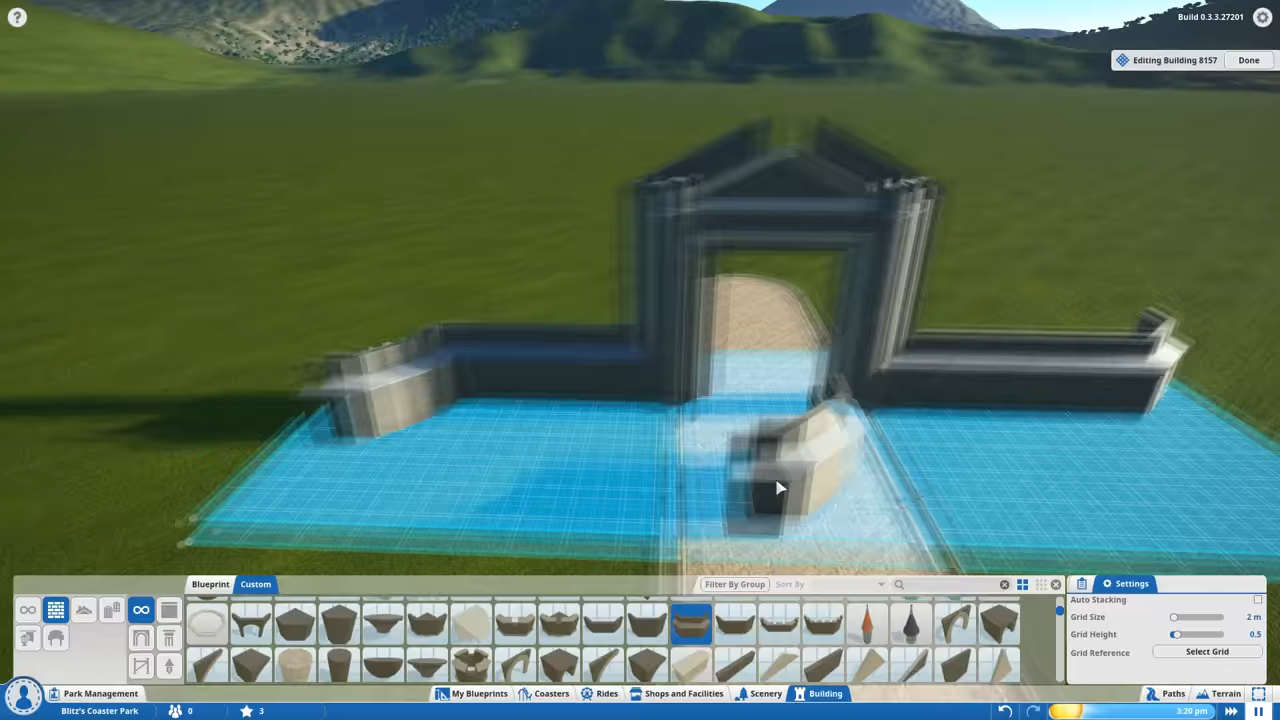 ?
Build 0.3.3.27201
Editing Building 8157 Done
Blueprint Custom Filter By Group Sort By Settings
Auto Stacking
Grid Size 2 m
Grid Height 0.5
Grid Reference Select Grid
Park Management My Blueprints Coasters Rides Shops and Facilities Scenery Building Paths Terrain
Blitz's Coaster Park 0 3 3:29 pm